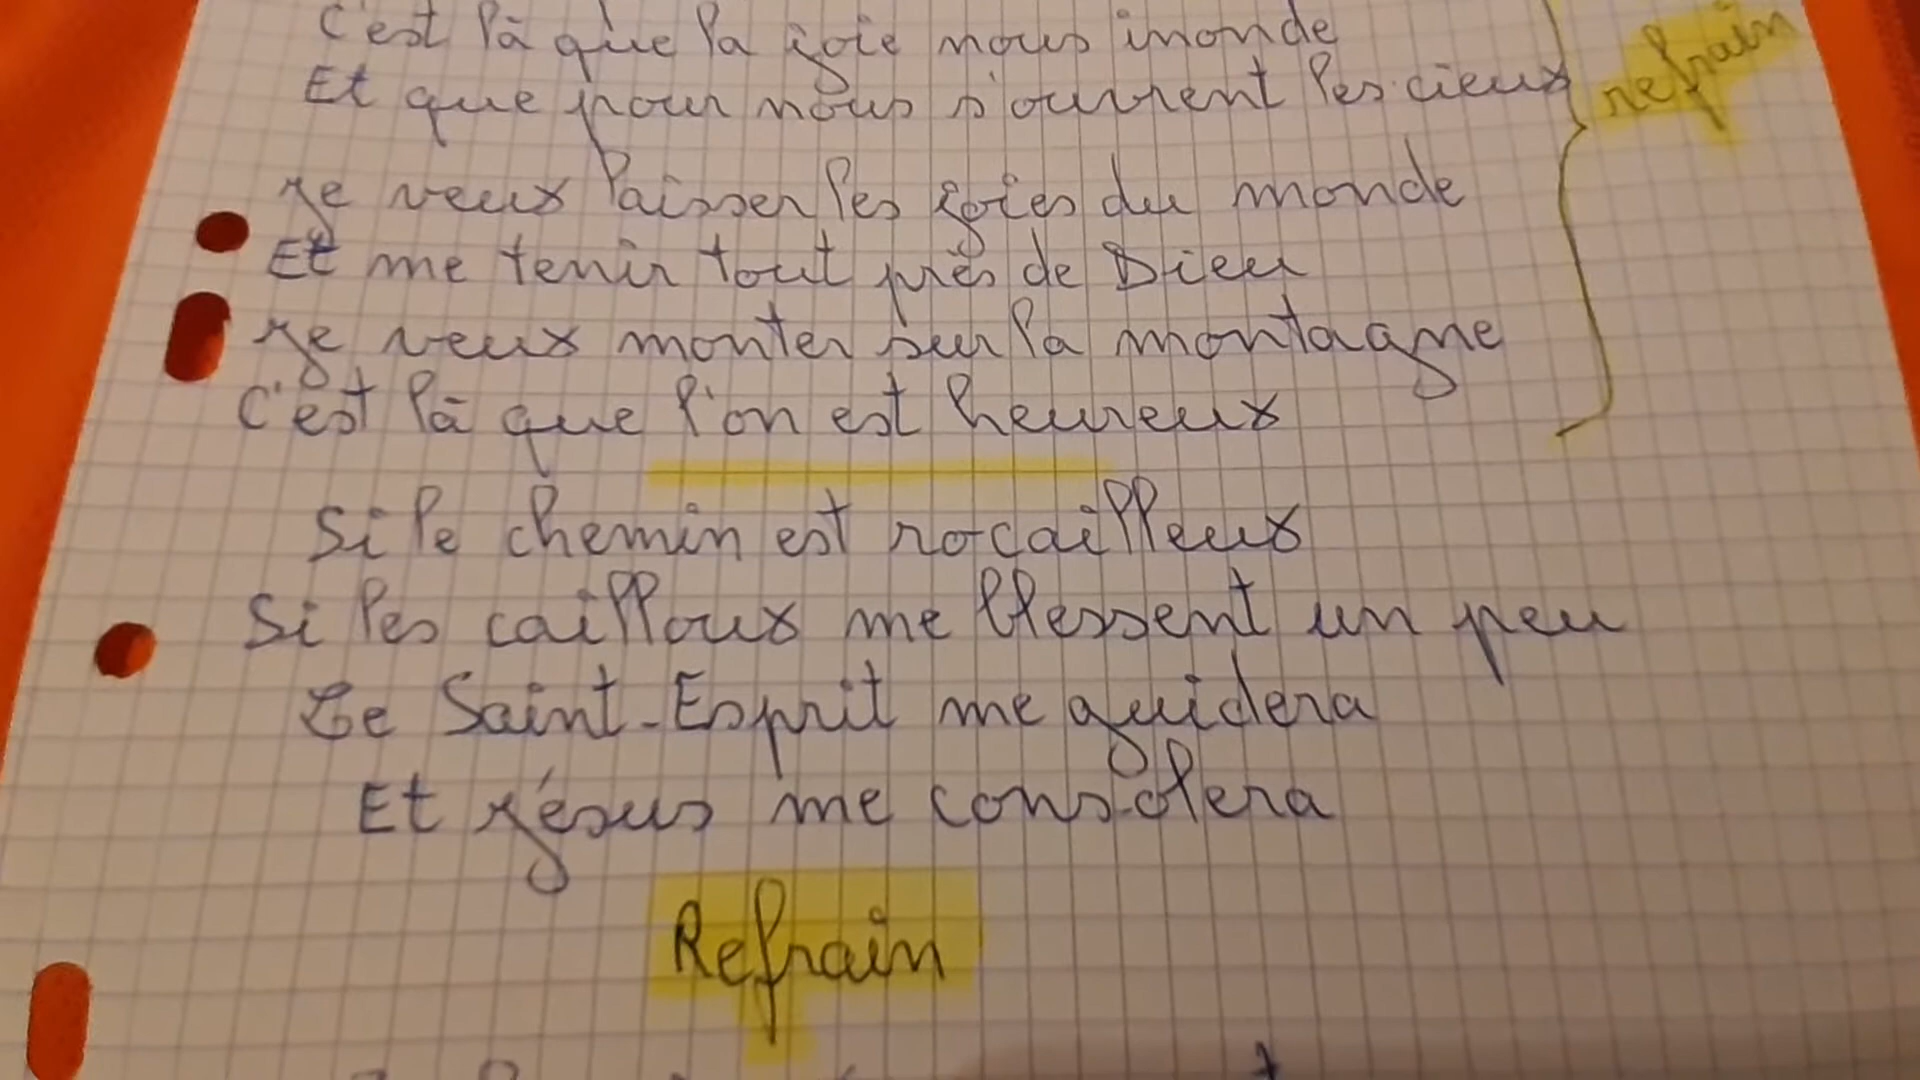 C'est là que la joie nous inonde
Et que pour nous s'ouvrent les cieux
refrain
Je veux laisser les joies du monde
Et me tenir tout près de Dieu
Je veux monter sur la montagne
C'est là que l'on est heureux
Si le chemin est rocailleux
Si les cailloux me blessent un peu
Le Saint-Esprit me guidera
Et Jésus me consolera
Refrain